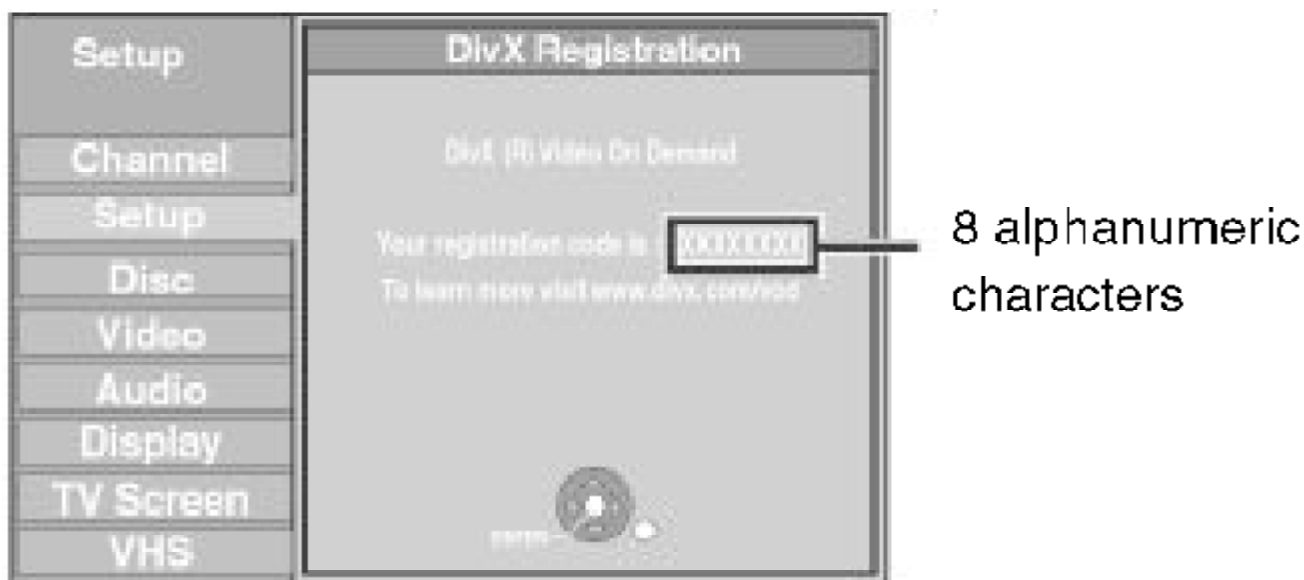 Setup
Channel
Setup
Disc
Video
Audio
Display
TV Screen
VHS
DivX Registration
DivX (R) Video On Demand
Your registration code is : XXXXXXXX
To learn more visit www.divx.com/vod
8 alphanumeric
characters